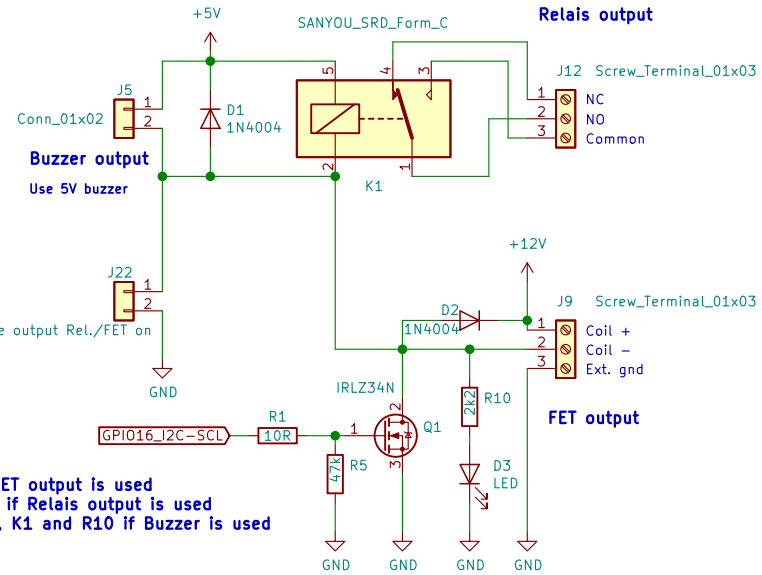 +5V
SANYOU_SRD_Form_C
Relais output
J5
Conn_01x02
1
2
D1
1N4004
5
4
3
2
1
K1
J12 Screw_Terminal_01x03
1 NC
2 NO
3 Common
Buzzer output
Use 5V buzzer
+12V
J22
1
2
output Rel./FET on
GND
D2
1N4004
J9 Screw_Terminal_01x03
1 Coil +
2 Coil -
3 Ext. gnd
FET output
IRLZ34N
2
1
3
Q1
2k2
R10
GPIO16_I2C-SCL
R1
10R
47k
R5
D3
LED
ET output is used
if Relais output is used
, K1 and R10 if Buzzer is used
GND
GND
GND
GND